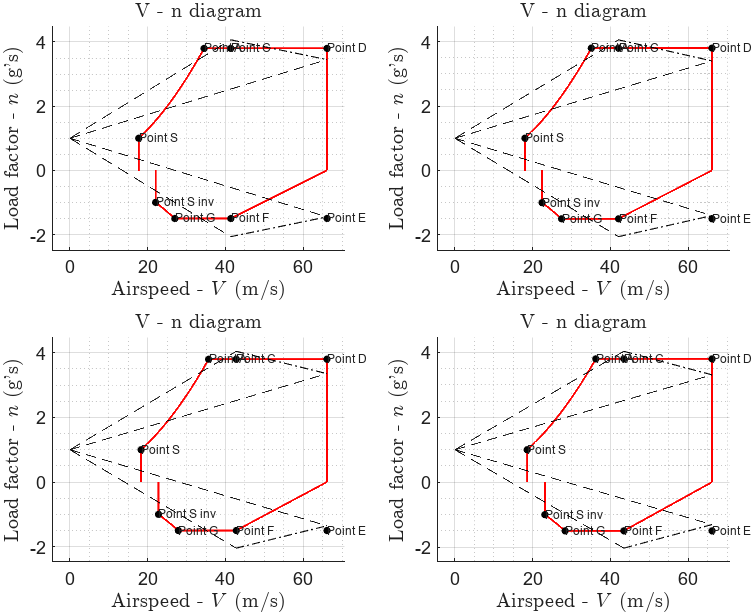 V - n diagram
4
2
0
-2
0 20 40 60
Load factor - n (g's)
Airspeed - V (m/s)
Point C
Point D
Point S
Point S inv
Point G
Point F
Point E
V - n diagram
4
2
0
-2
0 20 40 60
Load factor - n (g's)
Airspeed - V (m/s)
Point C
Point D
Point S
Point S inv
Point G
Point F
Point E
V - n diagram
4
2
0
-2
0 20 40 60
Load factor - n (g's)
Airspeed - V (m/s)
Point C
Point D
Point S
Point S inv
Point G
Point F
Point E
V - n diagram
4
2
0
-2
0 20 40 60
Load factor - n (g's)
Airspeed - V (m/s)
Point C
Point D
Point S
Point S inv
Point G
Point F
Point E